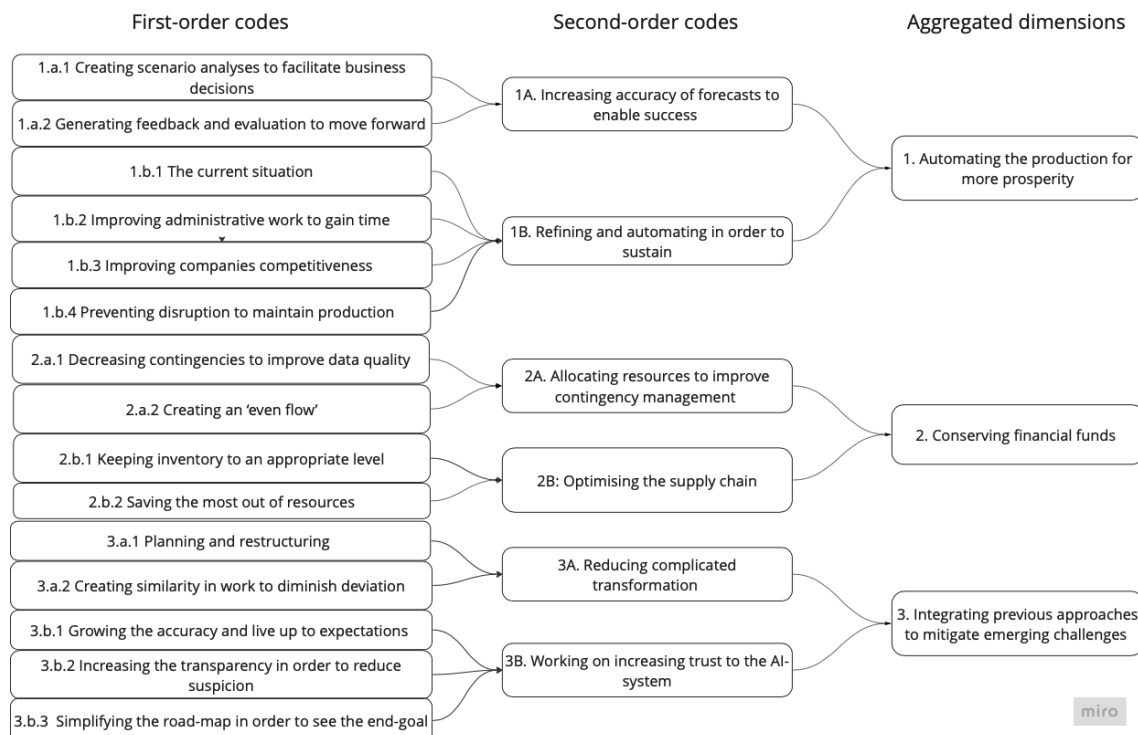 First-order codes
Second-order codes
Aggregated dimensions
1.a.1 Creating scenario analyses to facilitate business
decisions
1.a.2 Generating feedback and evaluation to move forward
1.b.1 The current situation
1.b.2 Improving administrative work to gain time
1.b.3 Improving companies competitiveness
1.b.4 Preventing disruption to maintain production
2.a.1 Decreasing contingencies to improve data quality
2.a.2 Creating an ‘even flow’
2.b.1 Keeping inventory to an appropriate level
2.b.2 Saving the most out of resources
3.a.1 Planning and restructuring
3.a.2 Creating similarity in work to diminish deviation
3.b.1 Growing the accuracy and live up to expectations
3.b.2 Increasing the transparency in order to reduce
suspicion
3.b.3 Simplifying the road-map in order to see the end-goal
1A. Increasing accuracy of forecasts to
enable success
1B. Refining and automating in order to
sustain
2A. Allocating resources to improve
contingency management
2B: Optimising the supply chain
3A. Reducing complicated
transformation
3B. Working on increasing trust to the AI-
system
1. Automating the production for
more prosperity
2. Conserving financial funds
3. Integrating previous approaches
to mitigate emerging challenges
miro